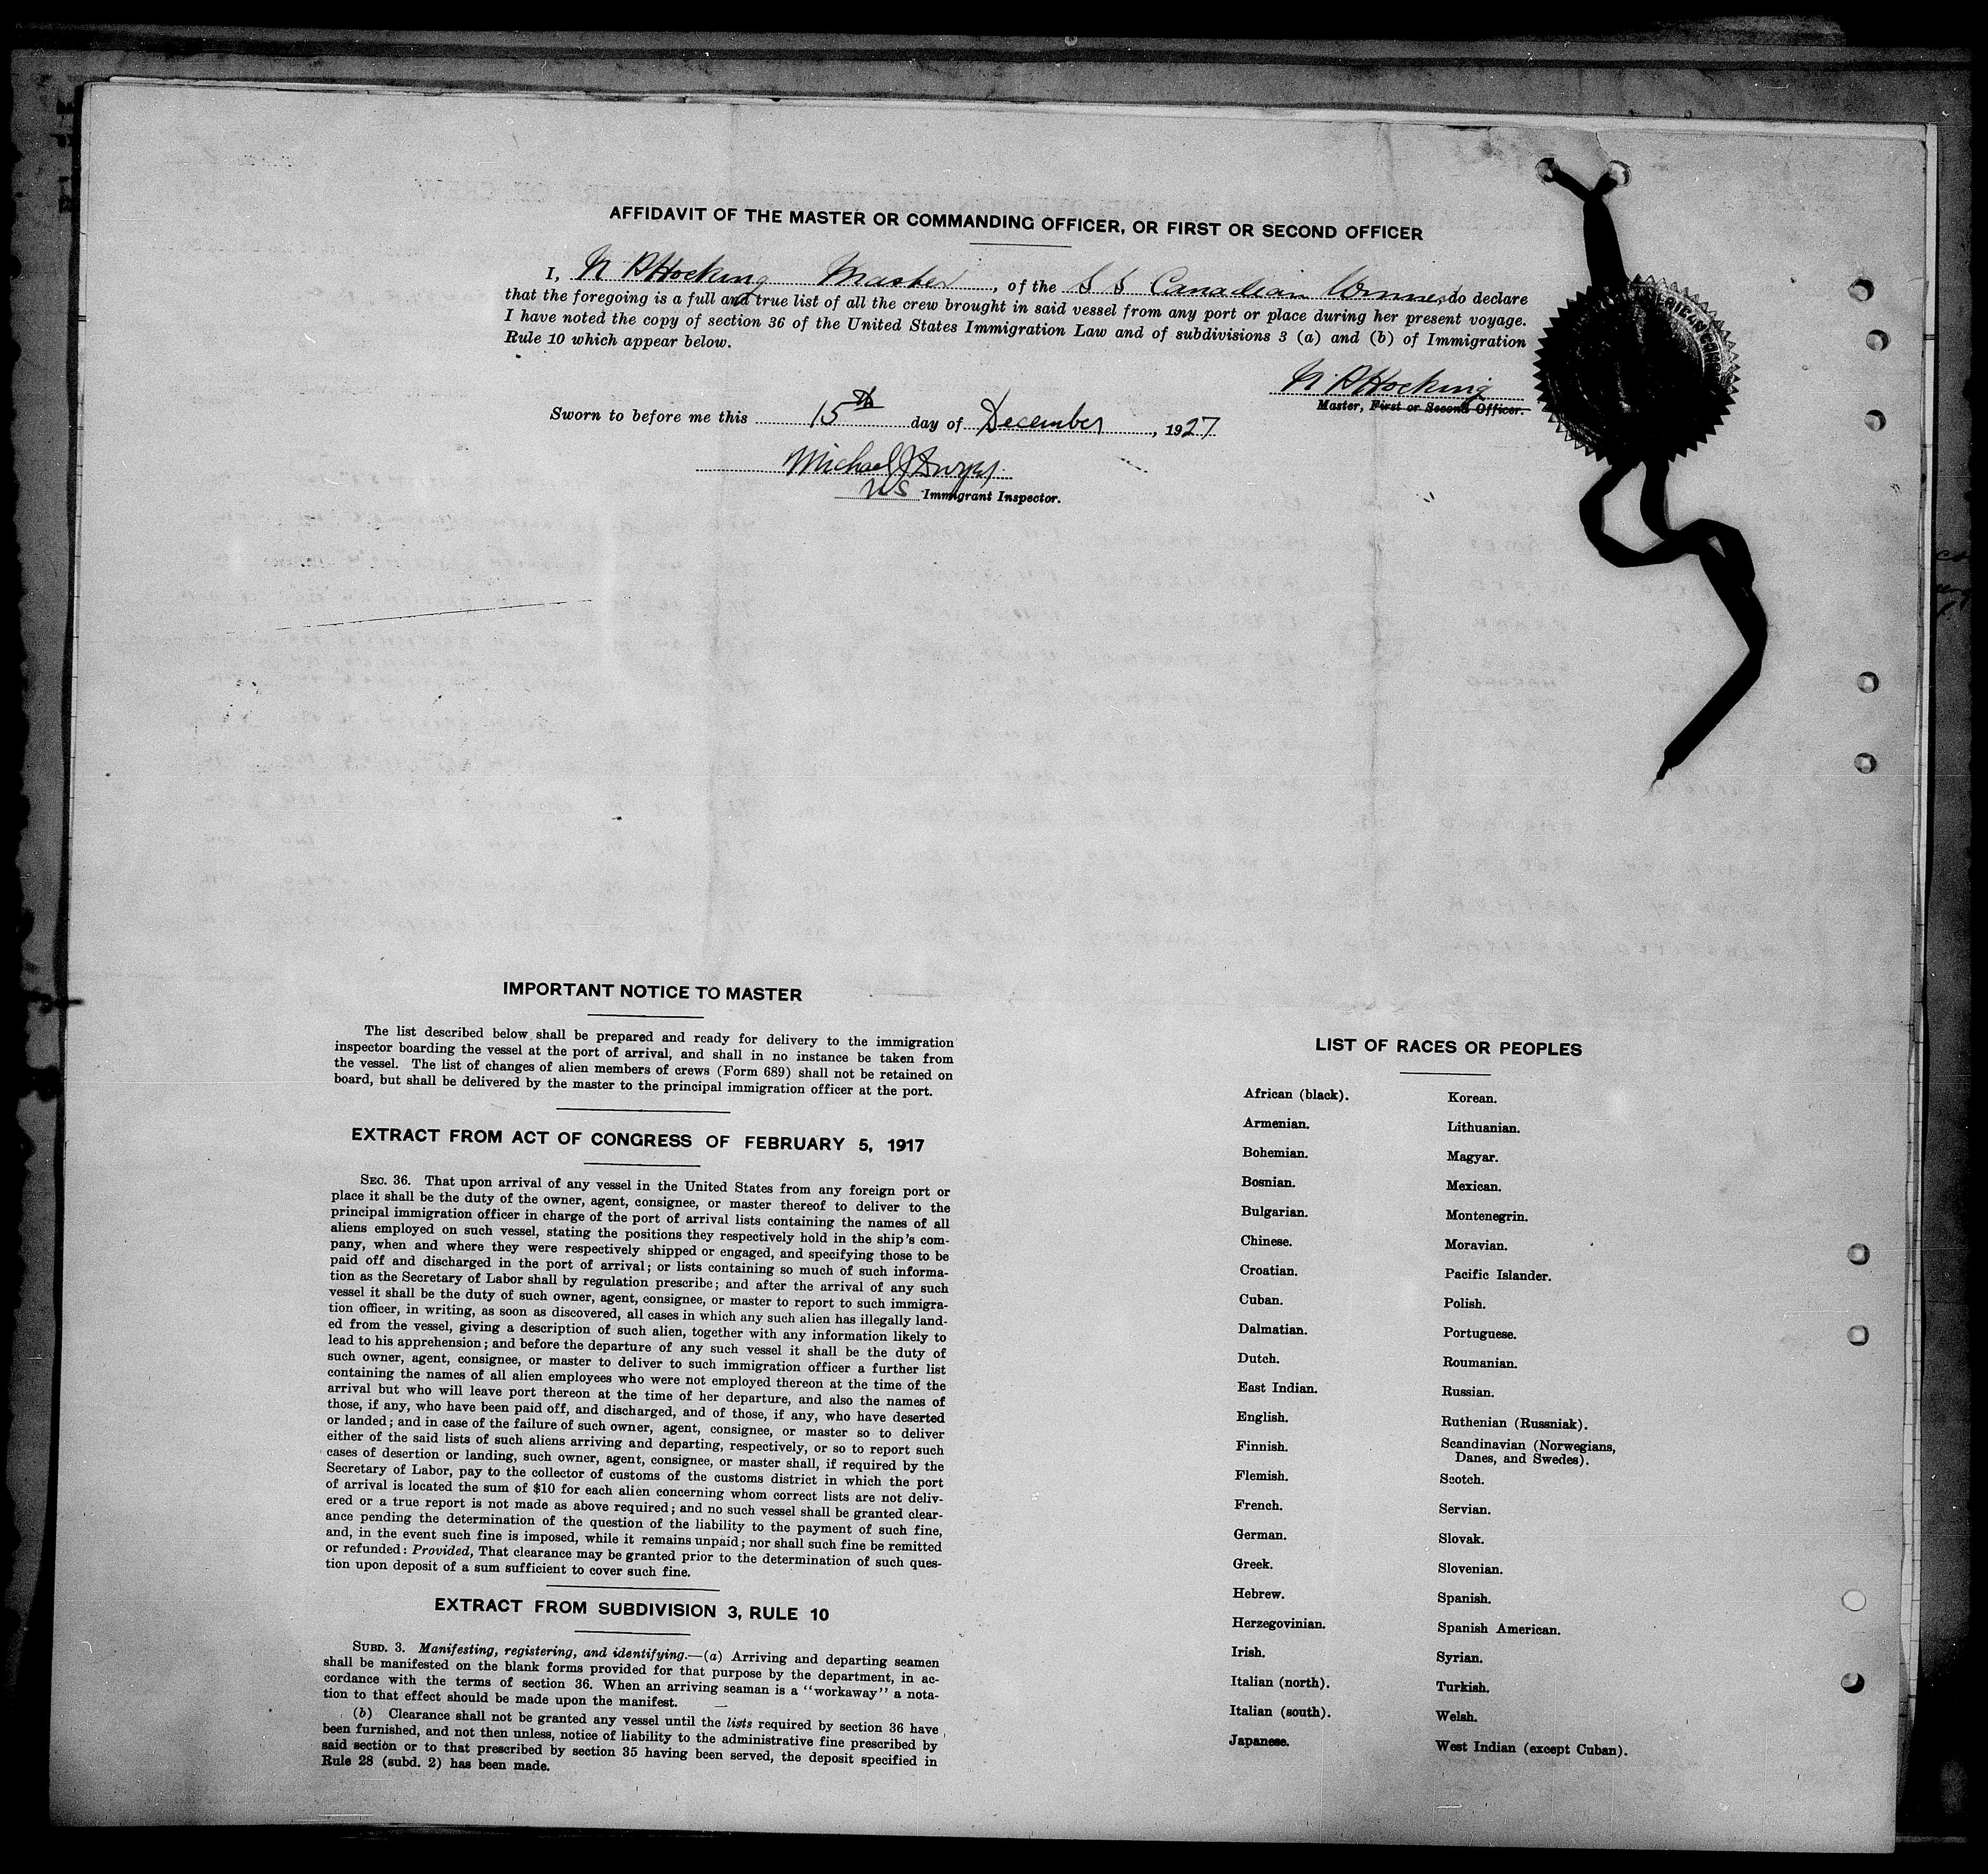 AFFIDAVIT OF THE MASTER OR COMMANDING OFFICER, OR FIRST OR SECOND OFFICER
I, N R Hocking Master, of the S S Canadian do declare
that the foregoing is a full and true list of all the crew brought in said vessel from any port or place during her present voyage.
I have noted the copy of section 36 of the United States Immigration Law and of subdivisions 3 (a) and (b) of Immigration
Rule 10 which appear below.
N R Hocking
Master, First or Second Officer.
Sworn to before me this 15th day of December, 1927
Michael J
US Immigrant Inspector.
IMPORTANT NOTICE TO MASTER
The list described below shall be prepared and ready for delivery to the immigration
inspector boarding the vessel at the port of arrival, and shall in no instance be taken from
the vessel. The list of changes of alien members of crews (Form 689) shall not be retained on
board, but shall be delivered by the master to the principal immigration officer at the port.
EXTRACT FROM ACT OF CONGRESS OF FEBRUARY 5, 1917
SEC. 36. That upon arrival of any vessel in the United States from any foreign port or
place it shall be the duty of the owner, agent, consignee, or master thereof to deliver to the
principal immigration officer in charge of the port of arrival lists containing the names of all
aliens employed on such vessel, stating the positions they respectively hold in the ship's com-
pany, when and where they were respectively shipped or engaged, and specifying those to be
paid off and discharged in the port of arrival; or lists containing so much of such informa-
tion as the Secretary of Labor shall by regulation prescribe; and after the arrival of any such
vessel it shall be the duty of such owner, agent, consignee, or master to report to such immigra-
tion officer, in writing, as soon as discovered, all cases in which any such alien has illegally land-
ed from the vessel, giving a description of such alien, together with any information likely to
lead to his apprehension; and before the departure of any such vessel it shall be the duty of
such owner, agent, consignee, or master to deliver to such immigration officer a further list
containing the names of all alien employees who were not employed thereon at the time of the
arrival but who will leave port thereon at the time of her departure, and also the names of
those, if any, who have been paid off, and discharged, and of those, if any, who have deserted
or landed; and in case of the failure of such owner, agent, consignee, or master so to deliver
either of the said lists of such aliens arriving and departing, respectively, or so to report such
cases of desertion or landing, such owner, agent, consignee, or master shall, if required by the
Secretary of Labor, pay to the collector of customs of the customs district in which the port
of arrival is located the sum of $10 for each alien concerning whom correct lists are not deliv-
ered or a true report is not made as above required; and no such vessel shall be granted clear-
ance pending the determination of the question of the liability to the payment of such fine,
and, in the event such fine is imposed, while it remains unpaid; nor shall such fine be remitted
or refunded: Provided, That clearance may be granted prior to the determination of such ques-
tion upon deposit of a sum sufficient to cover such fine.
EXTRACT FROM SUBDIVISION 3, RULE 10
SUBD. 3. Manifesting, registering, and identifying.—(a) Arriving and departing seamen
shall be manifested on the blank forms provided for that purpose by the department, in ac-
cordance with the terms of section 36. When an arriving seaman is a "workaway" a nota-
tion to that effect should be made upon the manifest.
(b) Clearance shall not be granted any vessel until the lists required by section 36 have
been furnished, and not then unless, notice of liability to the administrative fine prescribed by
said section or to that prescribed by section 35 having been served, the deposit specified in
Rule 28 (subd. 2) has been made.
LIST OF RACES OR PEOPLES
African (black).
Armenian.
Bohemian.
Bosnian.
Bulgarian.
Chinese.
Croatian.
Cuban.
Dalmatian.
Dutch.
East Indian.
English.
Finnish.
Flemish.
French.
German.
Greek.
Hebrew.
Herzegovinian.
Irish.
Italian (north).
Italian (south).
Japanese.
Korean.
Lithuanian.
Magyar.
Mexican.
Montenegrin.
Moravian.
Pacific Islander.
Polish.
Portuguese.
Roumanian.
Russian.
Ruthenian (Russniak).
Scandinavian (Norwegians,
Danes, and Swedes).
Scotch.
Servian.
Slovak.
Slovenian.
Spanish.
Spanish American.
Syrian.
Turkish.
Welsh.
West Indian (except Cuban).